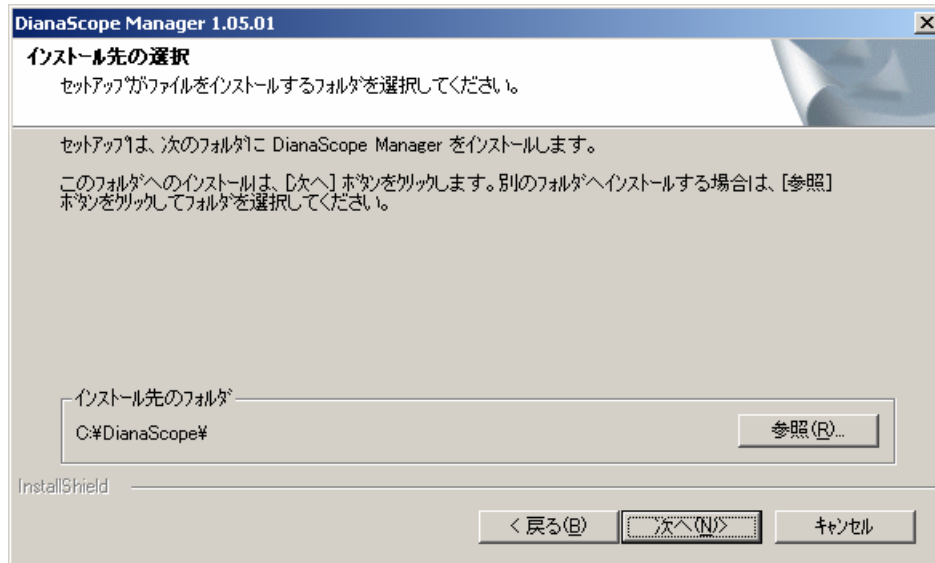 DianaScope Manager 1.05.01
インストール先の選択
セットアップがファイルをインストールするフォルダを選択してください。
セットアップは、次のフォルダに DianaScope Manager をインストールします。
このフォルダへのインストールは、[次へ] ボタンをクリックします。別のフォルダへインストールする場合は、[参照]
ボタンをクリックしてフォルダを選択してください。
インストール先のフォルダ
C:¥DianaScope¥
参照(R)...
InstallShield
< 戻る(B)
次へ(N)>
キャンセル